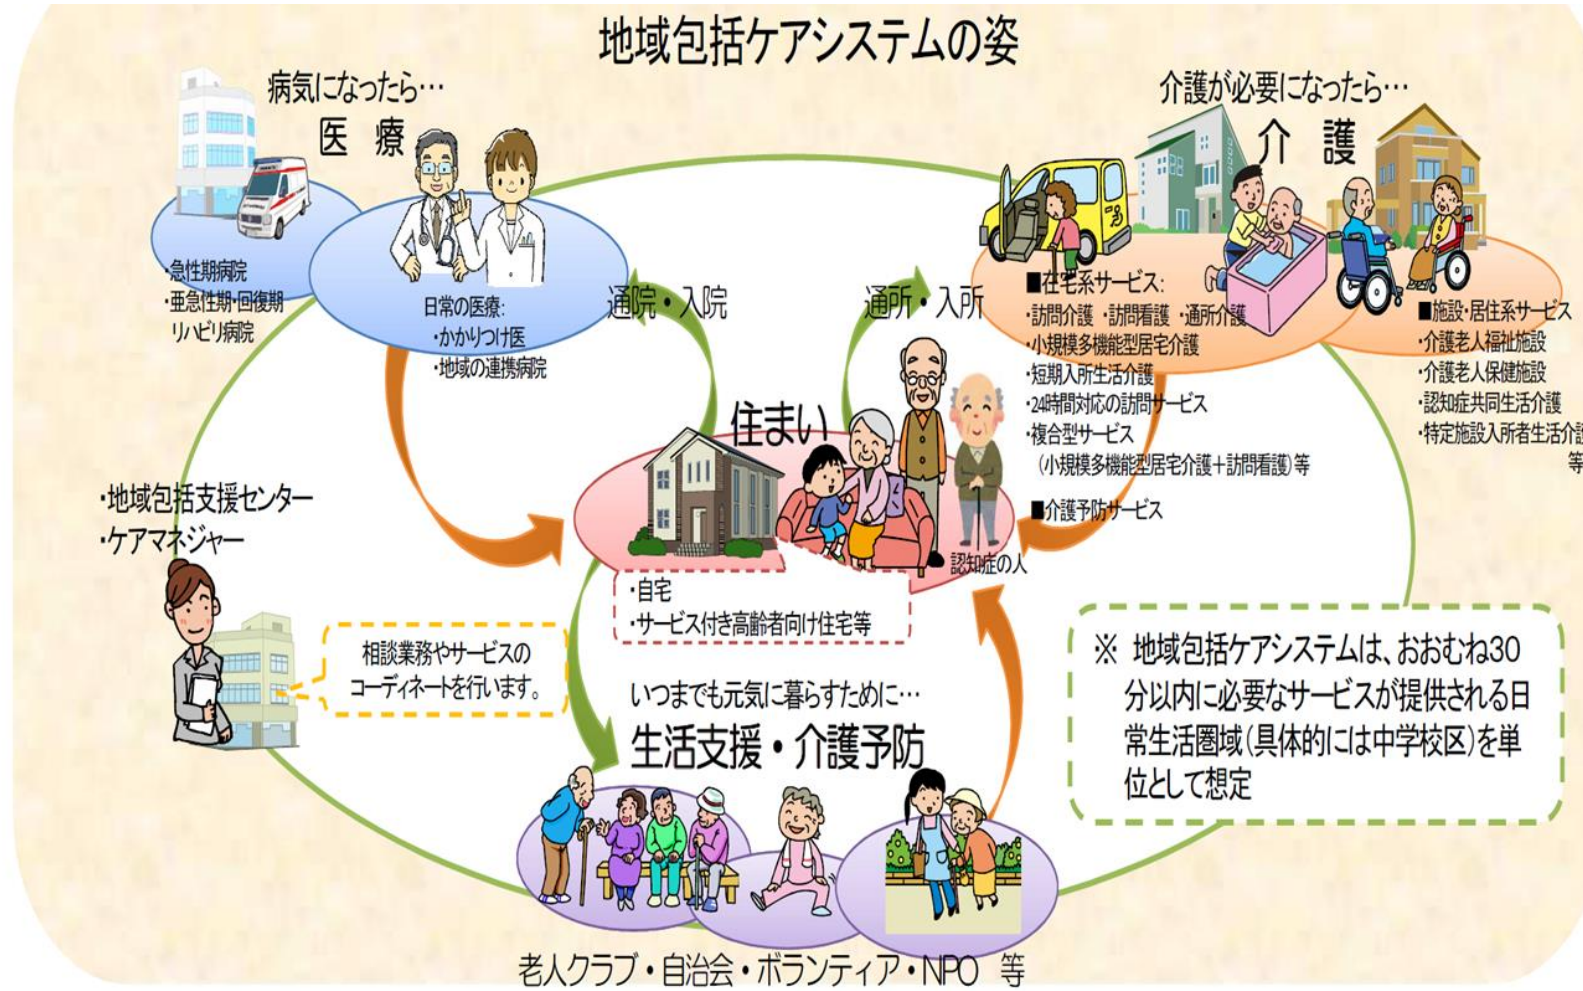 地域包括ケアシステムの姿
病気になったら…
医 療
・急性期病院
・亜急性期・回復期
リハビリ病院
日常の医療:
・かかりつけ医
・地域の連携病院
通院・入院
通所・入所
介護が必要になったら…
介 護
■在宅系サービス:
・訪問介護 ・訪問看護 ・通所介護
・小規模多機能型居宅介護
・短期入所生活介護
・24時間対応の訪問サービス
・複合型サービス
(小規模多機能型居宅介護+訪問看護)等
■介護予防サービス
■施設・居住系サービス
・介護老人福祉施設
・介護老人保健施設
・認知症共同生活介護
・特定施設入所者生活介護
等
住まい
認知症の人
・自宅
・サービス付き高齢者向け住宅等
・地域包括支援センター
・ケアマネジャー
相談業務やサービスの
コーディネートを行います。
いつまでも元気に暮らすために…
生活支援・介護予防
老人クラブ・自治会・ボランティア・NPO 等
※ 地域包括ケアシステムは、おおむね30
分以内に必要なサービスが提供される日
常生活圏域(具体的には中学校区)を単
位として想定